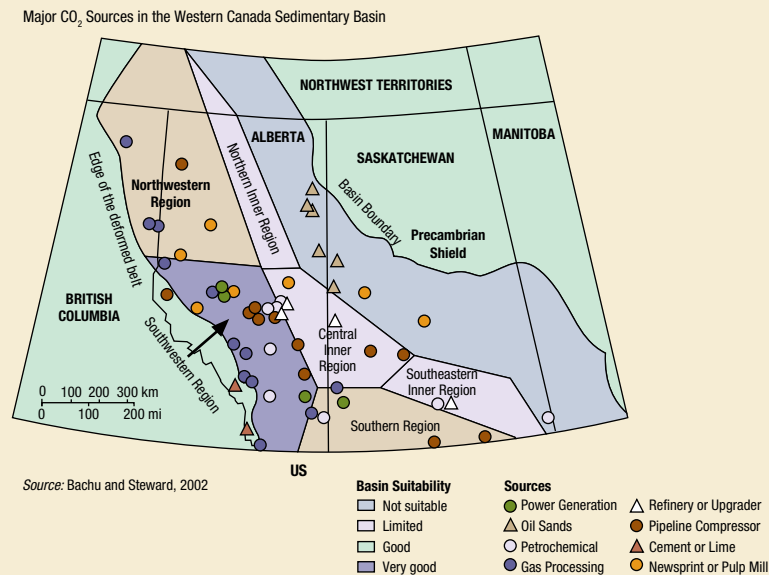 Major CO2 Sources in the Western Canada Sedimentary Basin
NORTHWEST TERRITORIES
ALBERTA
MANITOBA
SASKATCHEWAN
Edge of the deformed belt
Northwestern
Region
Northern Inner Region
Basin Boundary
Precambrian
Shield
BRITISH
COLUMBIA
Southwestern Region
Central
Inner
Region
Southeastern
Inner Region
Southern Region
0 100 200 300 km
0 100 200 mi
US
Source: Bachu and Steward, 2002
Basin Suitability
Not suitable
Limited
Good
Very good
Sources
Power Generation
Oil Sands
Petrochemical
Gas Processing
Refinery or Upgrader
Pipeline Compressor
Cement or Lime
Newsprint or Pulp Mill